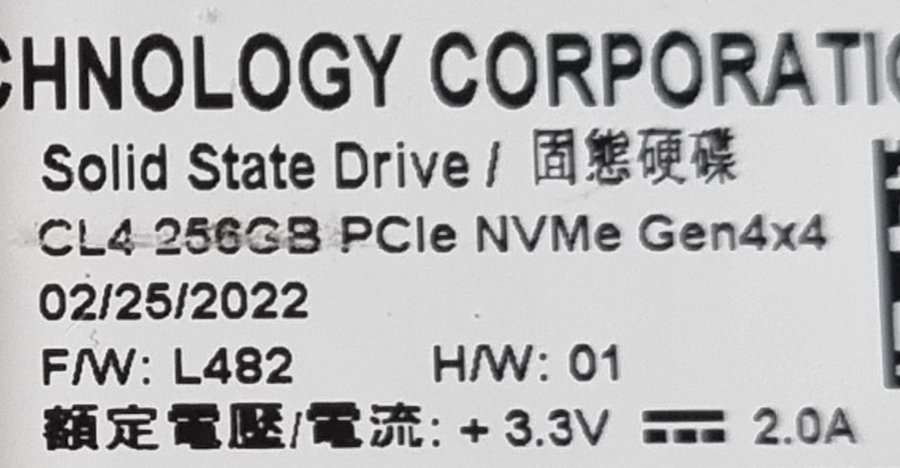 CHNOLOGY CORPORATIO
Solid State Drive / 固態硬碟
CL4 256GB PCIe NVMe Gen4x4
02/25/2022
F/W: L482 H/W: 01
額定電壓/電流: + 3.3V ⎓ 2.0A